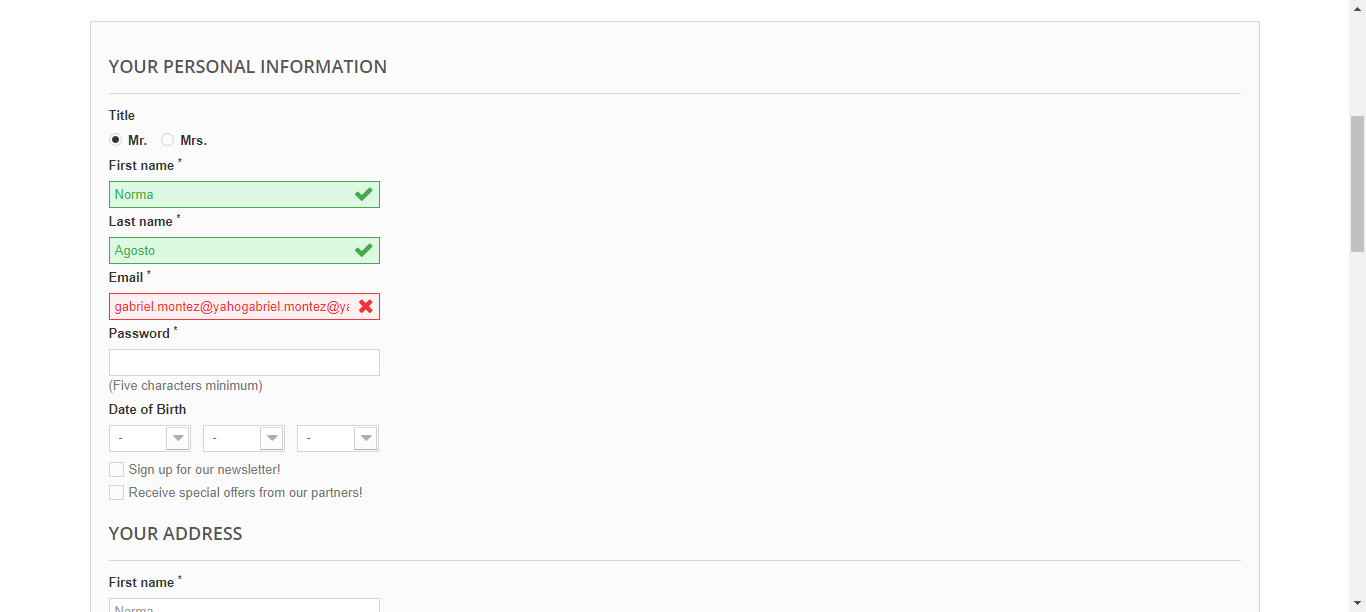 YOUR PERSONAL INFORMATION
Title
Mr. Mrs.
First name *
Norma
Last name *
Agosto
Email *
gabriel.montez@yahogabriel.montez@ya
Password *
(Five characters minimum)
Date of Birth
- - -
Sign up for our newsletter!
Receive special offers from our partners!
YOUR ADDRESS
First name *
Norma